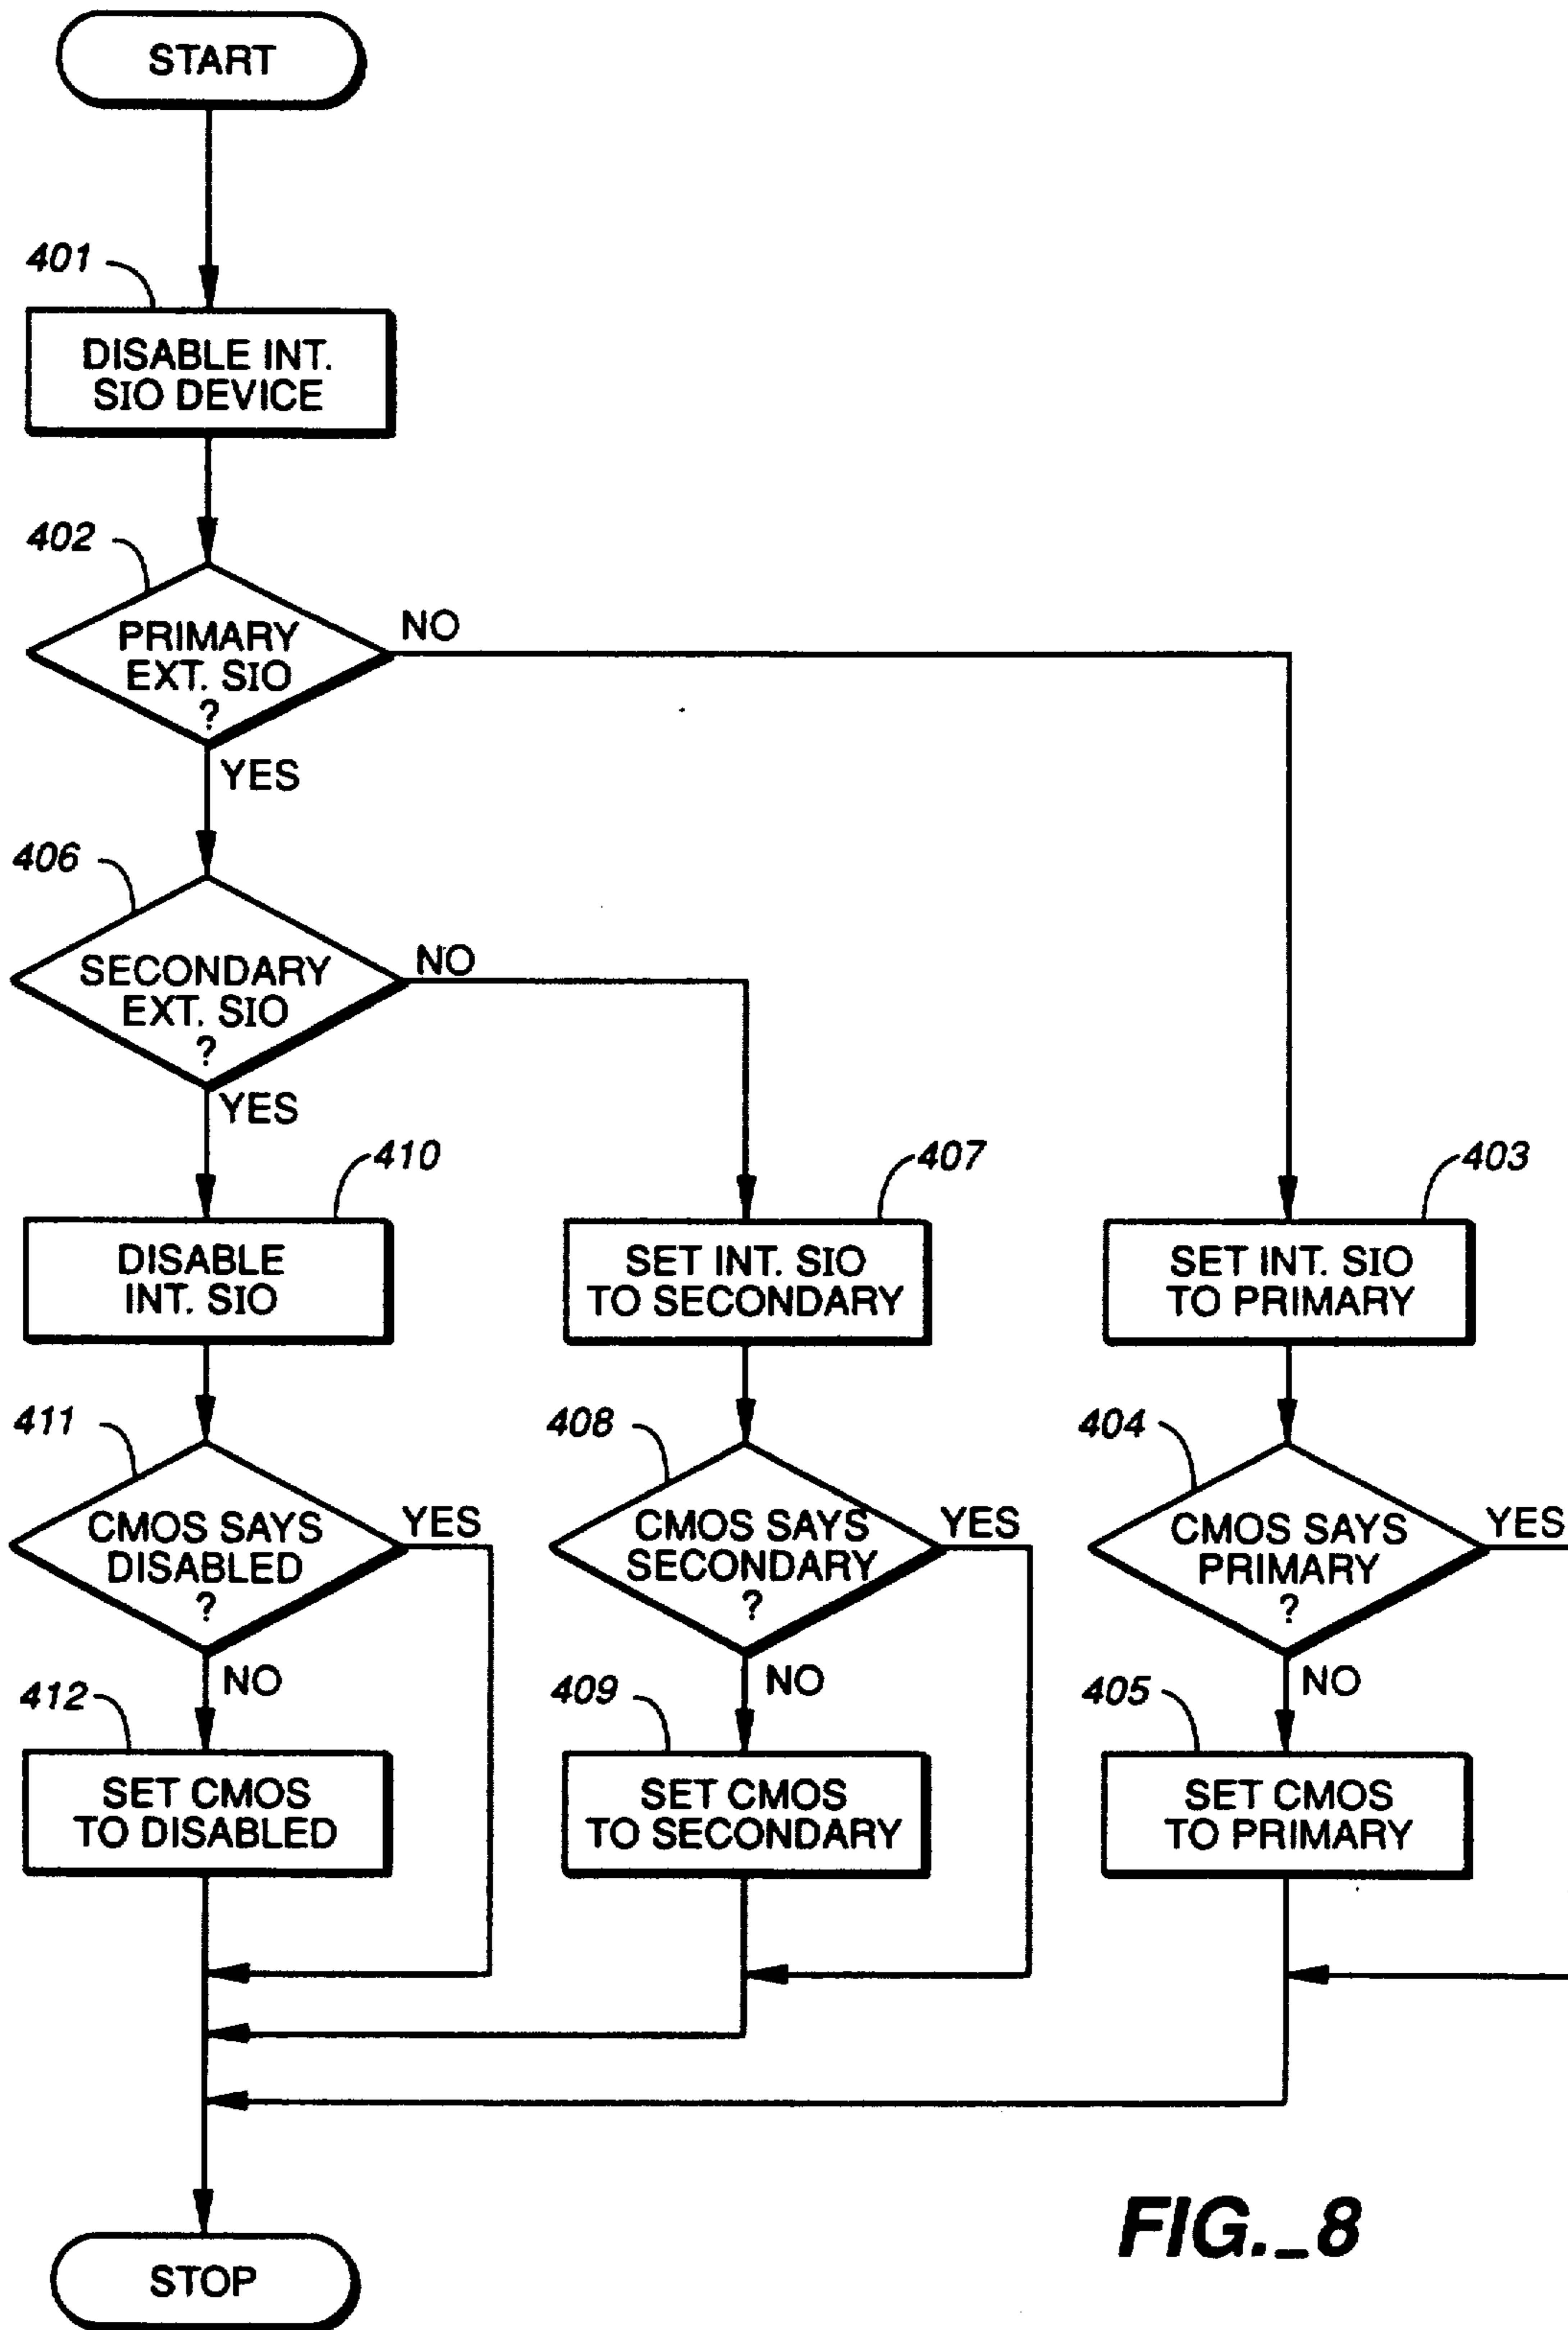 START
401
DISABLE INT.
SIO DEVICE
402
PRIMARY
EXT. SIO
?
NO
YES
406
SECONDARY
EXT. SIO
?
NO
YES
410
DISABLE
INT. SIO
407
SET INT. SIO
TO SECONDARY
403
SET INT. SIO
TO PRIMARY
411
CMOS SAYS
DISABLED
?
YES
NO
408
CMOS SAYS
SECONDARY
?
YES
NO
404
CMOS SAYS
PRIMARY
?
YES
NO
412
SET CMOS
TO DISABLED
409
SET CMOS
TO SECONDARY
405
SET CMOS
TO PRIMARY
STOP
FIG._8